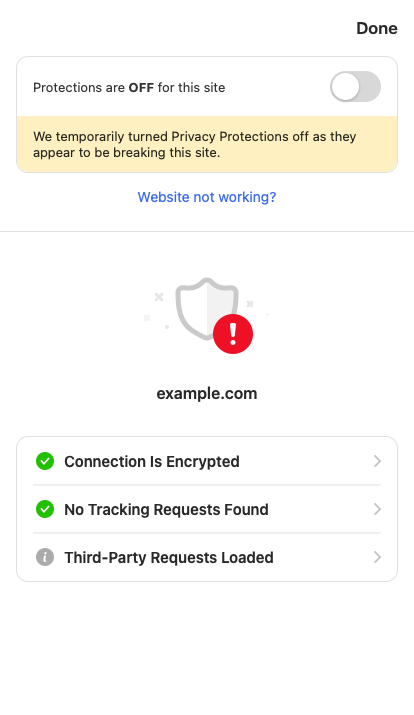 Done
Protections are OFF for this site
We temporarily turned Privacy Protections off as they
appear to be breaking this site.
Website not working?
example.com
Connection Is Encrypted
No Tracking Requests Found
Third-Party Requests Loaded